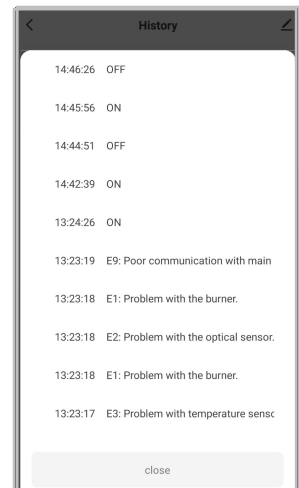 History
14:46:26 OFF
14:45:56 ON
14:44:51 OFF
14:42:39 ON
13:24:26 ON
13:23:19 E9: Poor communication with main
13:23:18 E1: Problem with the burner.
13:23:18 E2: Problem with the optical sensor.
13:23:18 E1: Problem with the burner.
13:23:17 E3: Problem with temperature
close